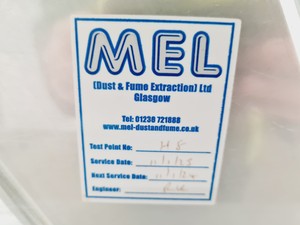 MEL
(Dust & Fume Extraction) Ltd
Glasgow
Tel: 01236 721888
www.mel-dustandfume.co.uk
Test Point No: H8
Service Date:
Next Service Date:
Engineer: